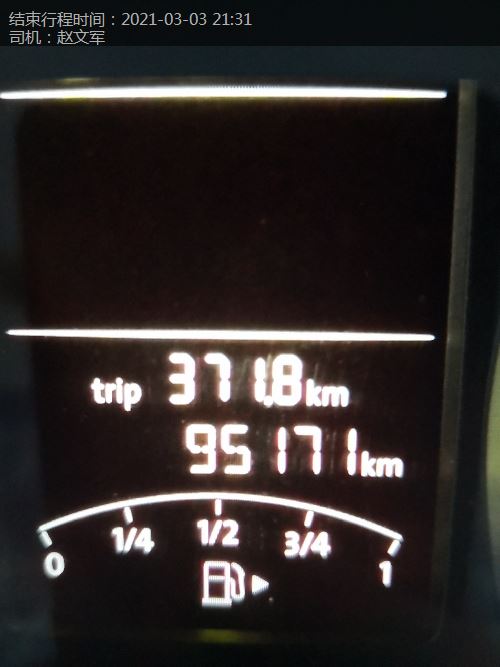 结束行程时间：2021-03-03 21:31
司机：赵文军
trip 371.8 km
95171 km
0 1/4 1/2 3/4 1